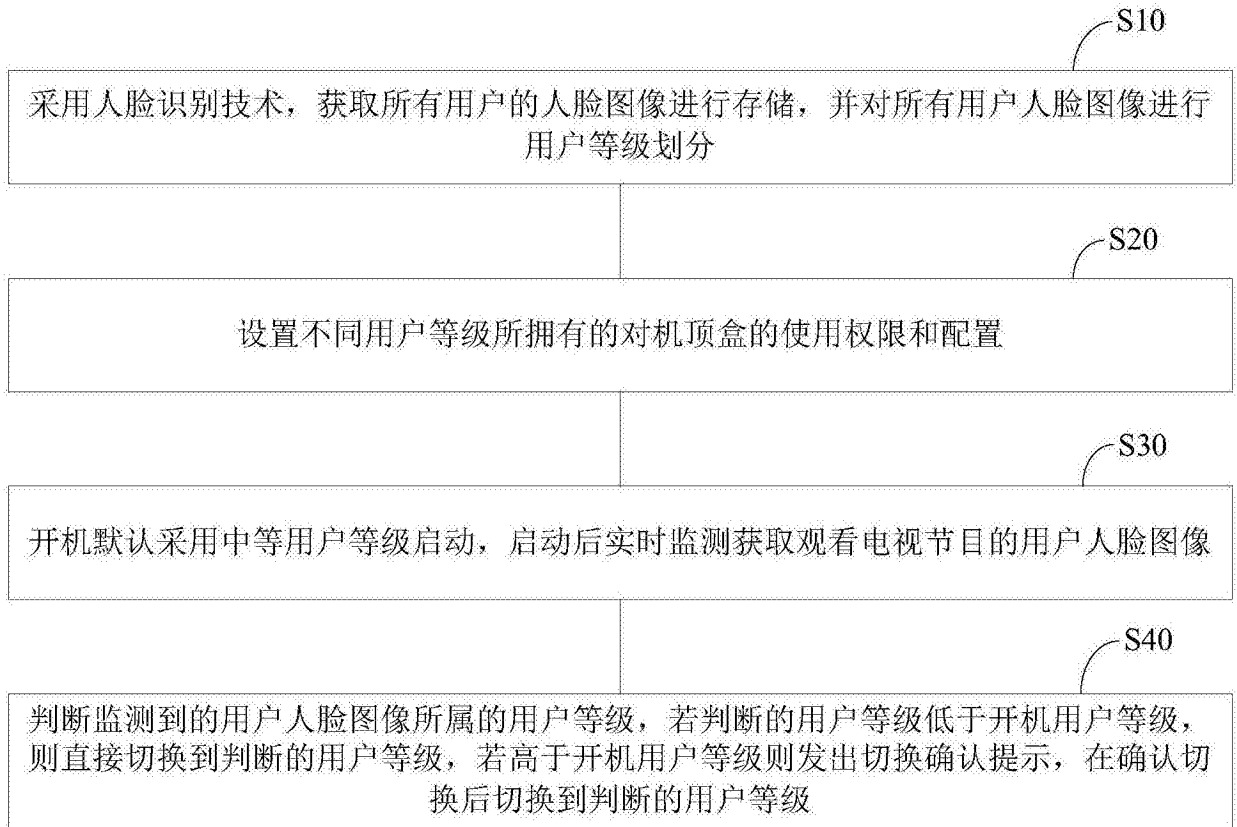 S10
采用人脸识别技术，获取所有用户的人脸图像进行存储，并对所有用户人脸图像进行
用户等级划分
S20
设置不同用户等级所拥有的对机顶盒的使用权限和配置
S30
开机默认采用中等用户等级启动，启动后实时监测获取观看电视节目的用户人脸图像
S40
判断监测到的用户人脸图像所属的用户等级，若判断的用户等级低于开机用户等级，
则直接切换到判断的用户等级，若高于开机用户等级则发出切换确认提示，在确认切
换后切换到判断的用户等级